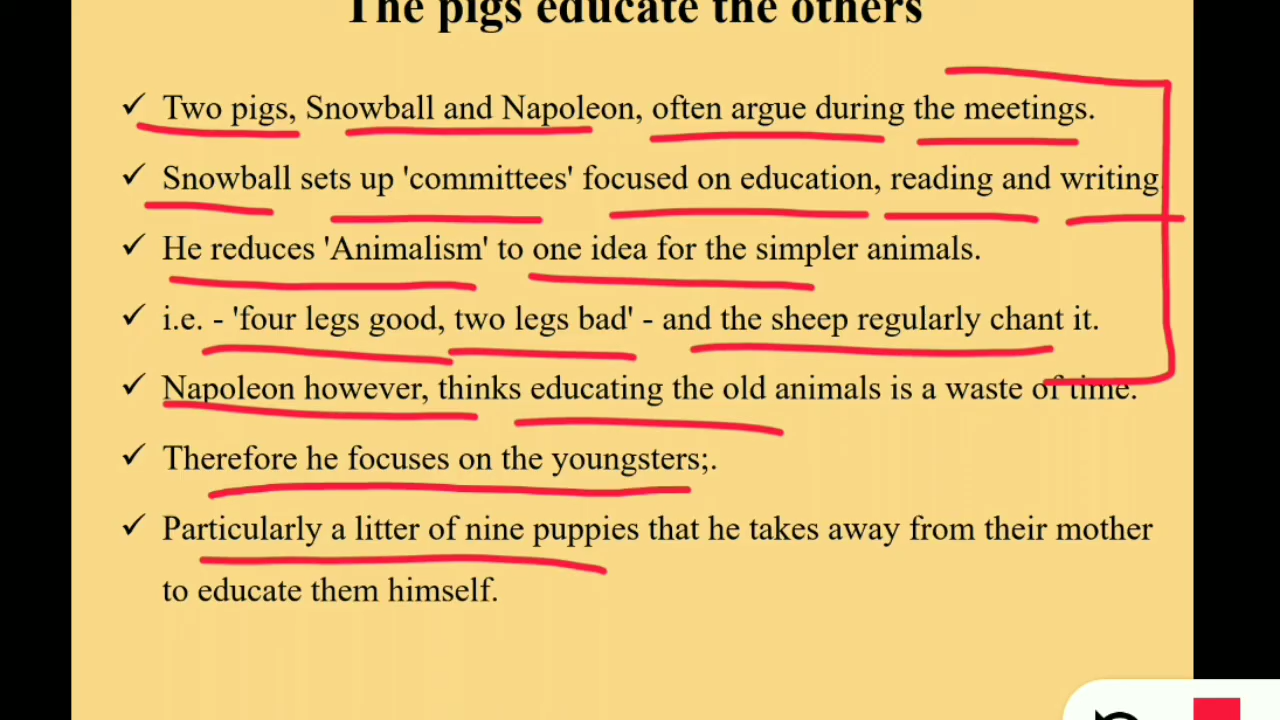 The pigs educate the others
✓ Two pigs, Snowball and Napoleon, often argue during the meetings.
✓ Snowball sets up 'committees' focused on education, reading and writing.
✓ He reduces 'Animalism' to one idea for the simpler animals.
✓ i.e. - 'four legs good, two legs bad' - and the sheep regularly chant it.
✓ Napoleon however, thinks educating the old animals is a waste of time.
✓ Therefore he focuses on the youngsters;.
✓ Particularly a litter of nine puppies that he takes away from their mother
to educate them himself.